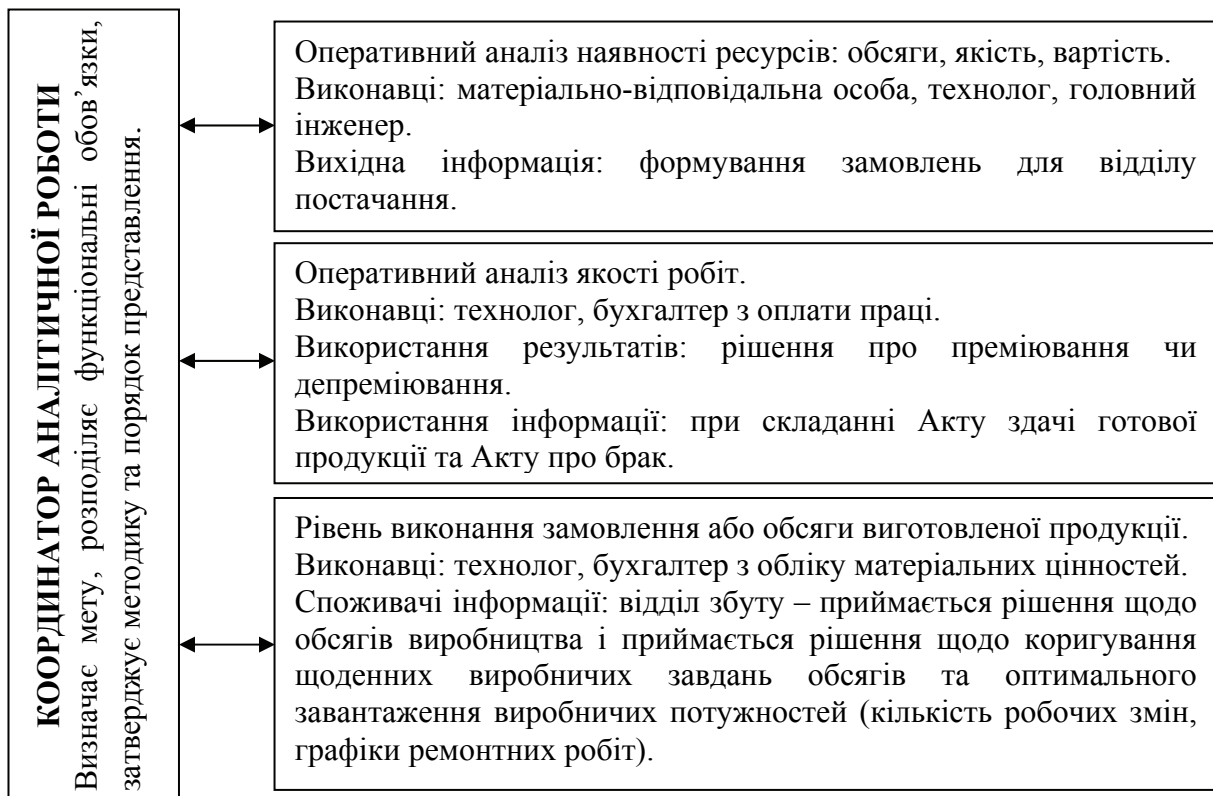 КООРДИНАТОР АНАЛІТИЧНОЇ РОБОТИ
Визначає мету, розподіляє функціональні обов’язки,
затверджує методику та порядок представлення.
Оперативний аналіз наявності ресурсів: обсяги, якість, вартість.
Виконавці: матеріально-відповідальна особа, технолог, головний
інженер.
Вихідна інформація: формування замовлень для відділу
постачання.
Оперативний аналіз якості робіт.
Виконавці: технолог, бухгалтер з оплати праці.
Використання результатів: рішення про преміювання чи
депреміювання.
Використання інформації: при складанні Акту здачі готової
продукції та Акту про брак.
Рівень виконання замовлення або обсяги виготовленої продукції.
Виконавці: технолог, бухгалтер з обліку матеріальних цінностей.
Споживачі інформації: відділ збуту – приймається рішення щодо
обсягів виробництва і приймається рішення щодо коригування
щоденних виробничих завдань обсягів та оптимального
завантаження виробничих потужностей (кількість робочих змін,
графіки ремонтних робіт).